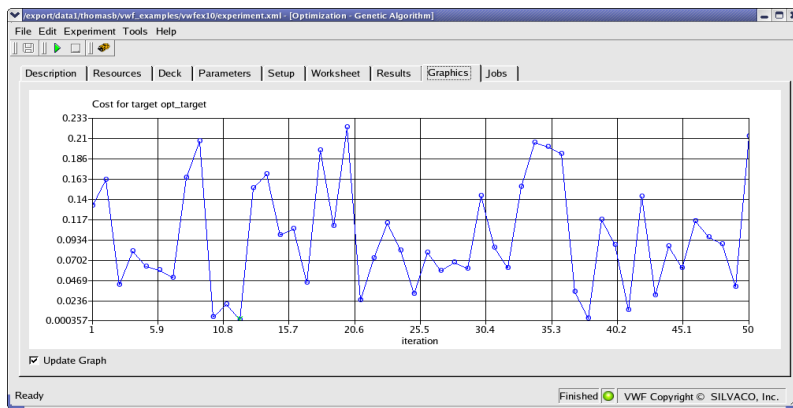 /export/data1/thomasb/vwf_examples/vwfex10/experiment.xml - [Optimization - Genetic Algorithm]
File Edit Experiment Tools Help
Description Resources Deck Parameters Setup Worksheet Results Graphics Jobs
Cost for target opt_target
0.233
0.21
0.186
0.163
0.14
0.117
0.0934
0.0702
0.0469
0.0236
0.000357
1 5.9 10.8 15.7 20.6 25.5 30.4 35.3 40.2 45.1 50
iteration
Update Graph
Ready Finished VWF Copyright © SILVACO, Inc.